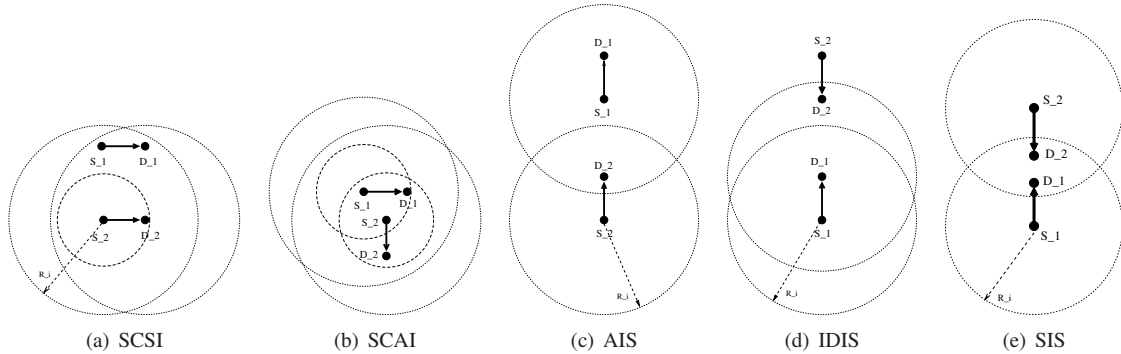 S_1
D_1
S_2
D_2
R_i
(a) SCSI
S_1
D_1
S_2
D_2
(b) SCAI
D_1
S_1
D_2
S_2
R_i
(c) AIS
S_2
D_2
D_1
S_1
R_i
(d) IDIS
S_2
D_2
D_1
S_1
R_i
(e) SIS